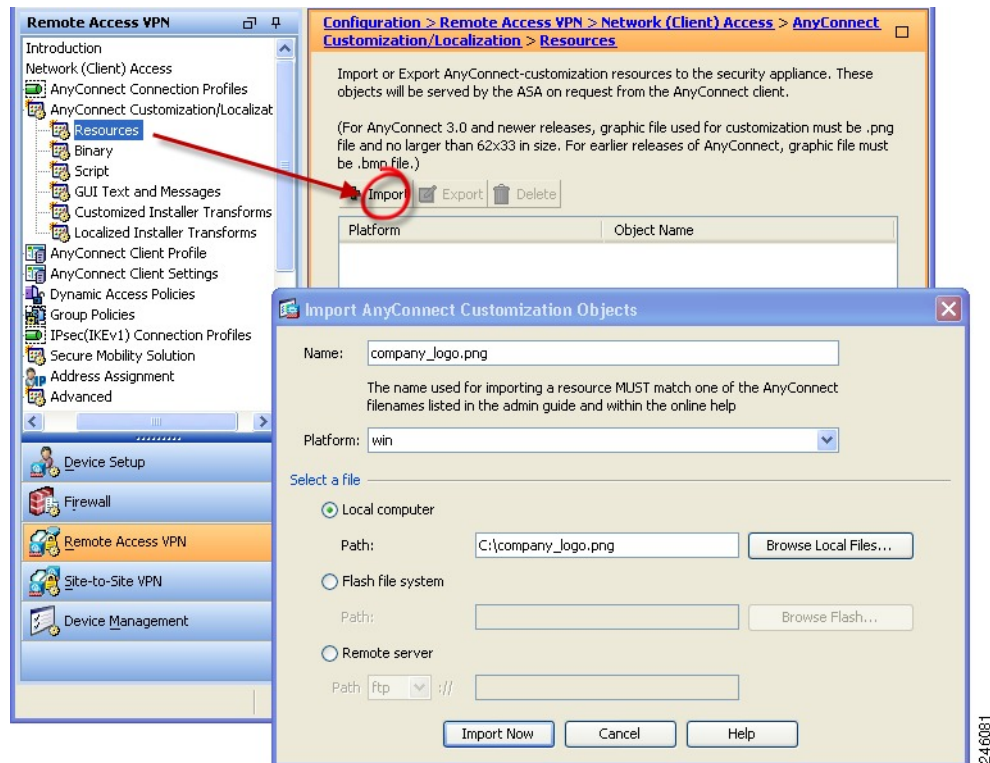 Remote Access VPN
Introduction
Network (Client) Access
AnyConnect Connection Profiles
AnyConnect Customization/Localizat
Resources
Binary
Script
GUI Text and Messages
Customized Installer Transforms
Localized Installer Transforms
AnyConnect Client Profile
AnyConnect Client Settings
Dynamic Access Policies
Group Policies
IPsec(IKEv1) Connection Profiles
Secure Mobility Solution
Address Assignment
Advanced
Device Setup
Firewall
Remote Access VPN
Site-to-Site VPN
Device Management
Configuration > Remote Access VPN > Network (Client) Access > AnyConnect
Customization/Localization > Resources
Import or Export AnyConnect-customization resources to the security appliance. These
objects will be served by the ASA on request from the AnyConnect client.
(For AnyConnect 3.0 and newer releases, graphic file used for customization must be .png
file and no larger than 62x33 in size. For earlier releases of AnyConnect, graphic file must
be .bmp file.)
Import Export Delete
Platform Object Name
Import AnyConnect Customization Objects
Name: company_logo.png
The name used for importing a resource MUST match one of the AnyConnect
filenames listed in the admin guide and within the online help
Platform: win
Select a file
Local computer
Path: C:\company_logo.png Browse Local Files...
Flash file system
Path: Browse Flash...
Remote server
Path ftp ://
Import Now Cancel Help
246081